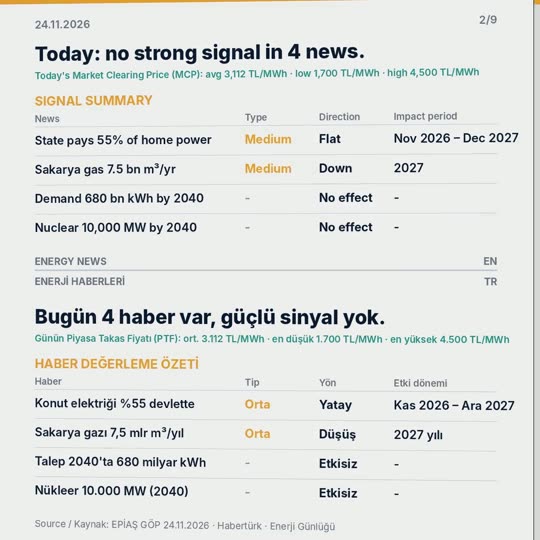 24.11.2026
2/9
Today: no strong signal in 4 news.
Today's Market Clearing Price (MCP): avg 3,112 TL/MWh · low 1,700 TL/MWh · high 4,500 TL/MWh
SIGNAL SUMMARY
News Type Direction Impact period
State pays 55% of home power Medium Flat Nov 2026 – Dec 2027
Sakarya gas 7.5 bn m³/yr Medium Down 2027
Demand 680 bn kWh by 2040 - No effect -
Nuclear 10,000 MW by 2040 - No effect -
ENERGY NEWS EN
ENERJİ HABERLERİ TR
Bugün 4 haber var, güçlü sinyal yok.
Günün Piyasa Takas Fiyatı (PTF): ort. 3.112 TL/MWh · en düşük 1.700 TL/MWh · en yüksek 4.500 TL/MWh
HABER DEĞERLEME ÖZETİ
Haber Tip Yön Etki dönemi
Konut elektriği %55 devlette Orta Yatay Kas 2026 – Ara 2027
Sakarya gazı 7,5 mlr m³/yıl Orta Düşüş 2027 yılı
Talep 2040'ta 680 milyar kWh - Etkisiz -
Nükleer 10.000 MW (2040) - Etkisiz -
Source / Kaynak: EPİAŞ GÖP 24.11.2026 · Habertürk · Enerji Günlüğü